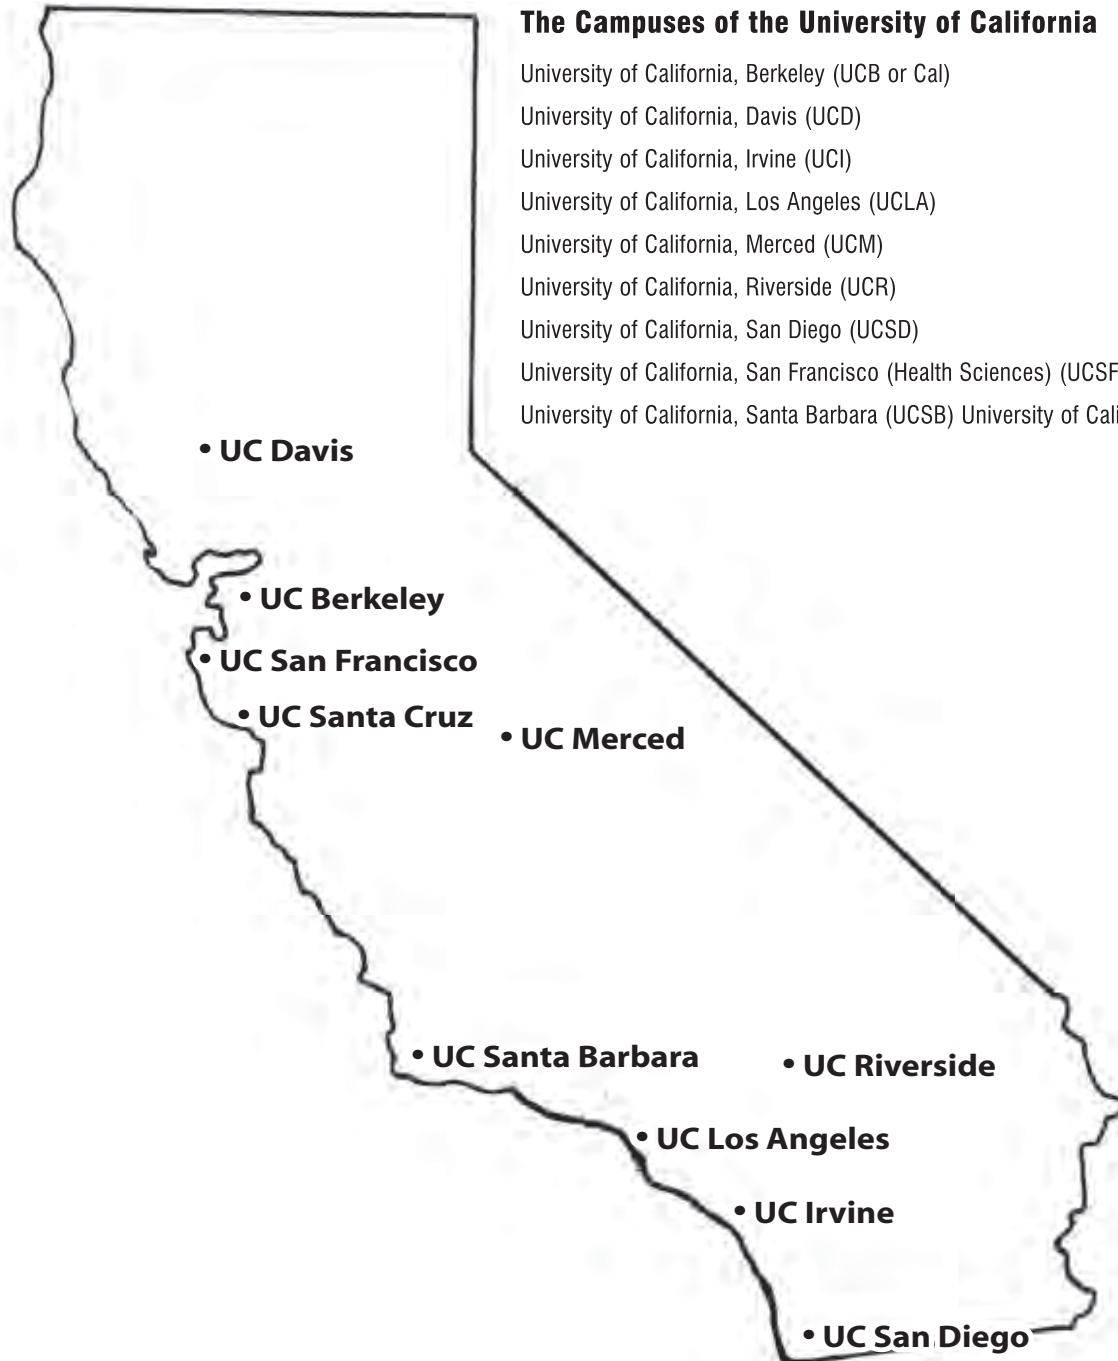 The Campuses of the University of California
University of California, Berkeley (UCB or Cal)
University of California, Davis (UCD)
University of California, Irvine (UCI)
University of California, Los Angeles (UCLA)
University of California, Merced (UCM)
University of California, Riverside (UCR)
University of California, San Diego (UCSD)
University of California, San Francisco (Health Sciences) (UCSF
University of California, Santa Barbara (UCSB) University of Cali
• UC Davis
• UC Berkeley
• UC San Francisco
• UC Santa Cruz
• UC Merced
• UC Santa Barbara
• UC Riverside
• UC Los Angeles
• UC Irvine
• UC San Diego